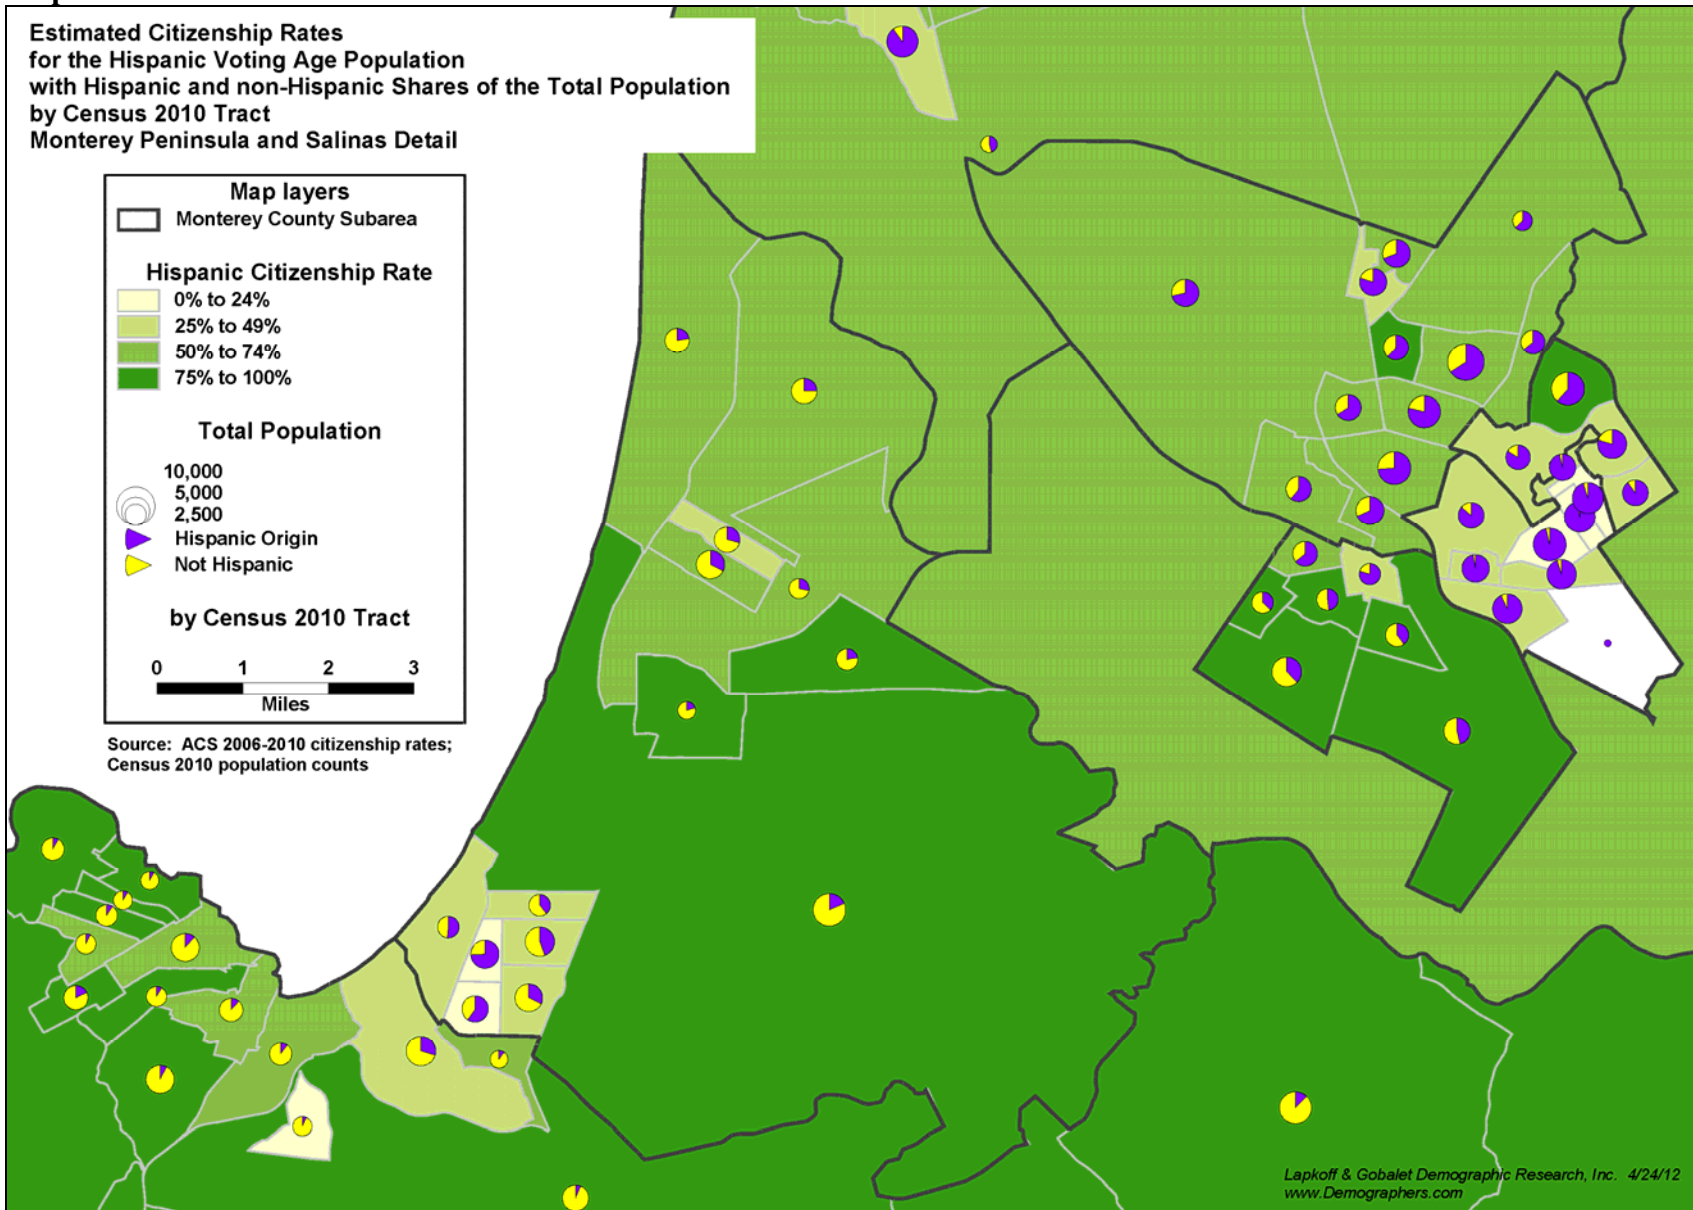 Estimated Citizenship Rates
for the Hispanic Voting Age Population
with Hispanic and non-Hispanic Shares of the Total Population
by Census 2010 Tract
Monterey Peninsula and Salinas Detail
Map layers
Monterey County Subarea
Hispanic Citizenship Rate
0% to 24%
25% to 49%
50% to 74%
75% to 100%
Total Population
10,000
5,000
2,500
Hispanic Origin
Not Hispanic
by Census 2010 Tract
0 1 2 3
Miles
Source: ACS 2006-2010 citizenship rates;
Census 2010 population counts
Lapkoff & Gobalet Demographic Research, Inc. 4/24/12
www.Demographers.com